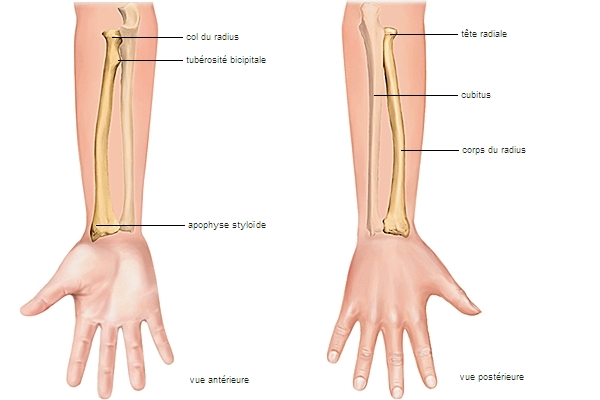 col du radius
tubérosité bicipitale
apophyse styloïde
vue antérieure
tête radiale
cubitus
corps du radius
vue postérieure